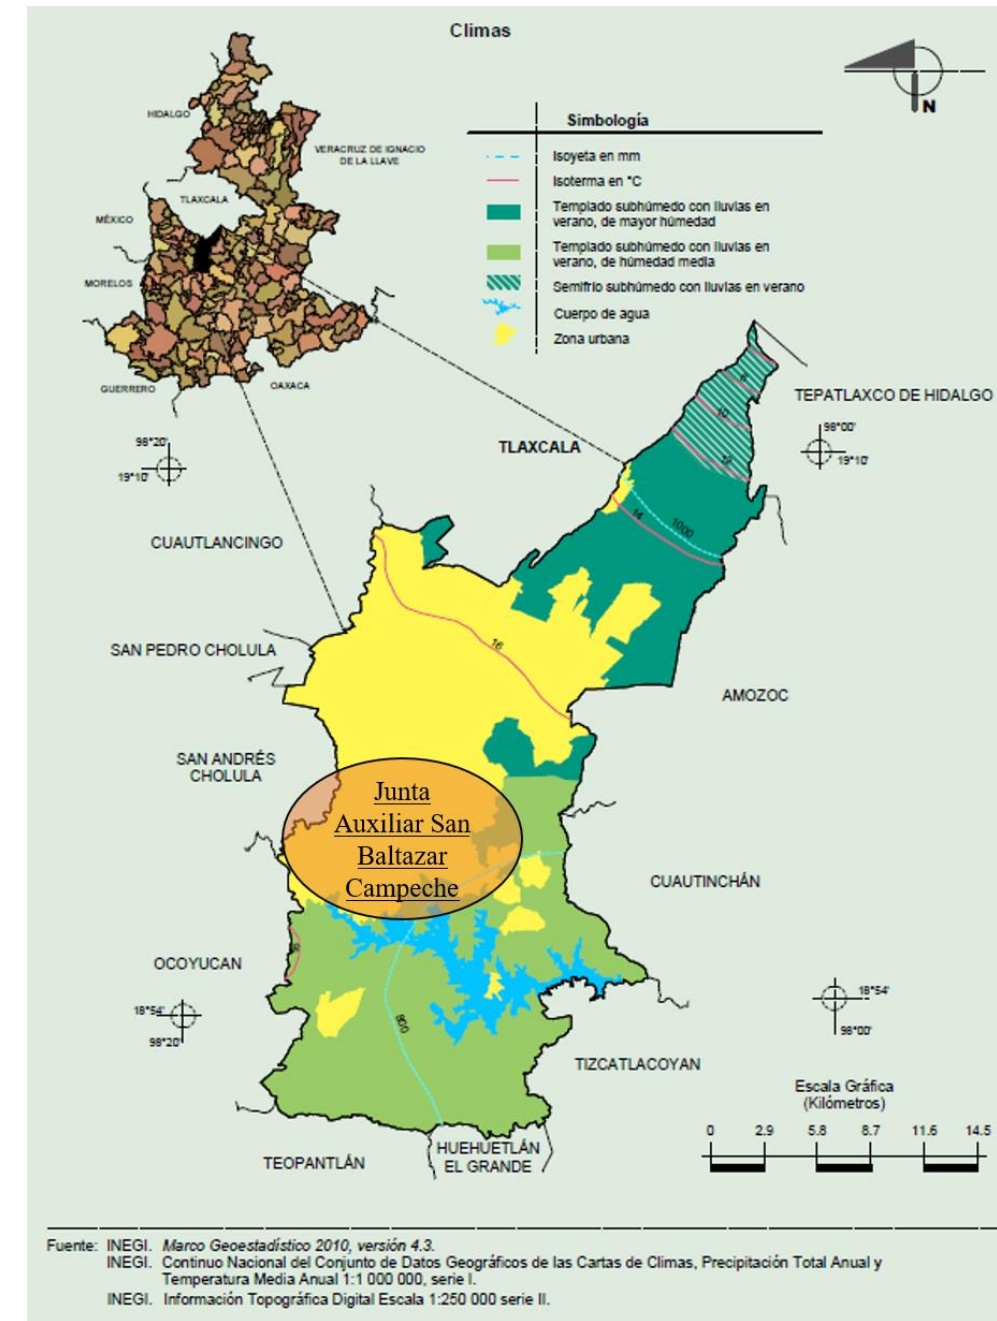 Climas
N
Simbología
Isoyeta en mm
Isoterma en °C
Templado subhúmedo con lluvias en
verano, de mayor húmedad
Templado subhúmedo con lluvias en
verano, de húmedad media
Semifrío subhúmedo con lluvias en verano
Cuerpo de agua
Zona urbana
HIDALGO
VERACRUZ DE IGNACIO
DE LA LLAVE
TLAXCALA
MÉXICO
MORELOS
GUERRERO
OAXACA
TEPATLAXCO DE HIDALGO
98°20'
19°10'
98°00'
19°10'
TLAXCALA
10
12
14
1000
CUAUTLANCINGO
16
SAN PEDRO CHOLULA
AMOZOC
SAN ANDRÉS
CHOLULA
Junta
Auxiliar San
Baltazar
Campeche
CUAUTINCHÁN
OCOYUCAN
18°54'
98°20'
18°54'
98°00'
800
TIZCATLACOYAN
Escala Gráfica
(Kilómetros)
0 2.9 5.8 8.7 11.6 14.5
TEOPANTLÁN
HUEHUETLÁN
EL GRANDE
Fuente: INEGI. Marco Geoestadístico 2010, versión 4.3.
INEGI. Continuo Nacional del Conjunto de Datos Geográficos de las Cartas de Climas, Precipitación Total Anual y
Temperatura Media Anual 1:1 000 000, serie I.
INEGI. Información Topográfica Digital Escala 1:250 000 serie II.